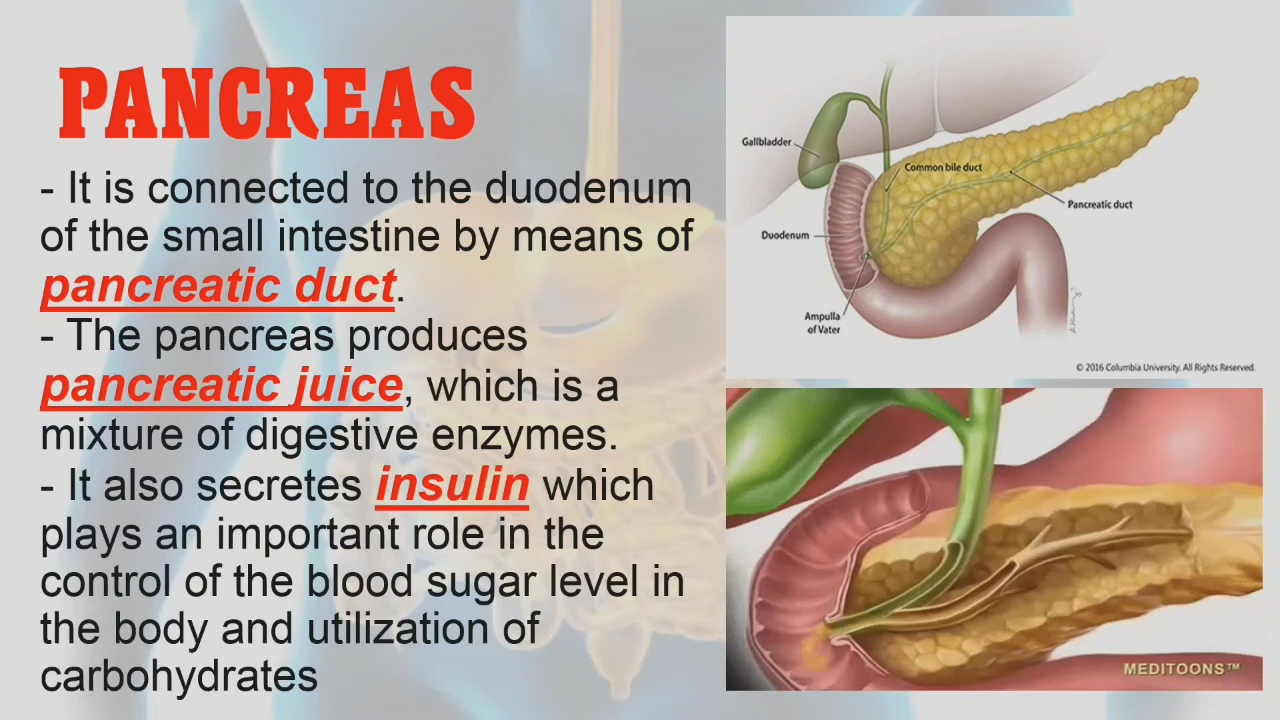 PANCREAS
- It is connected to the duodenum
of the small intestine by means of
pancreatic duct.
- The pancreas produces
pancreatic juice, which is a
mixture of digestive enzymes.
- It also secretes insulin which
plays an important role in the
control of the blood sugar level in
the body and utilization of
carbohydrates
Gallbladder
Common bile duct
Pancreatic duct
Duodenum
Ampulla
of Vater
© 2016 Columbia University. All Rights Reserved.
MEDITOONS™